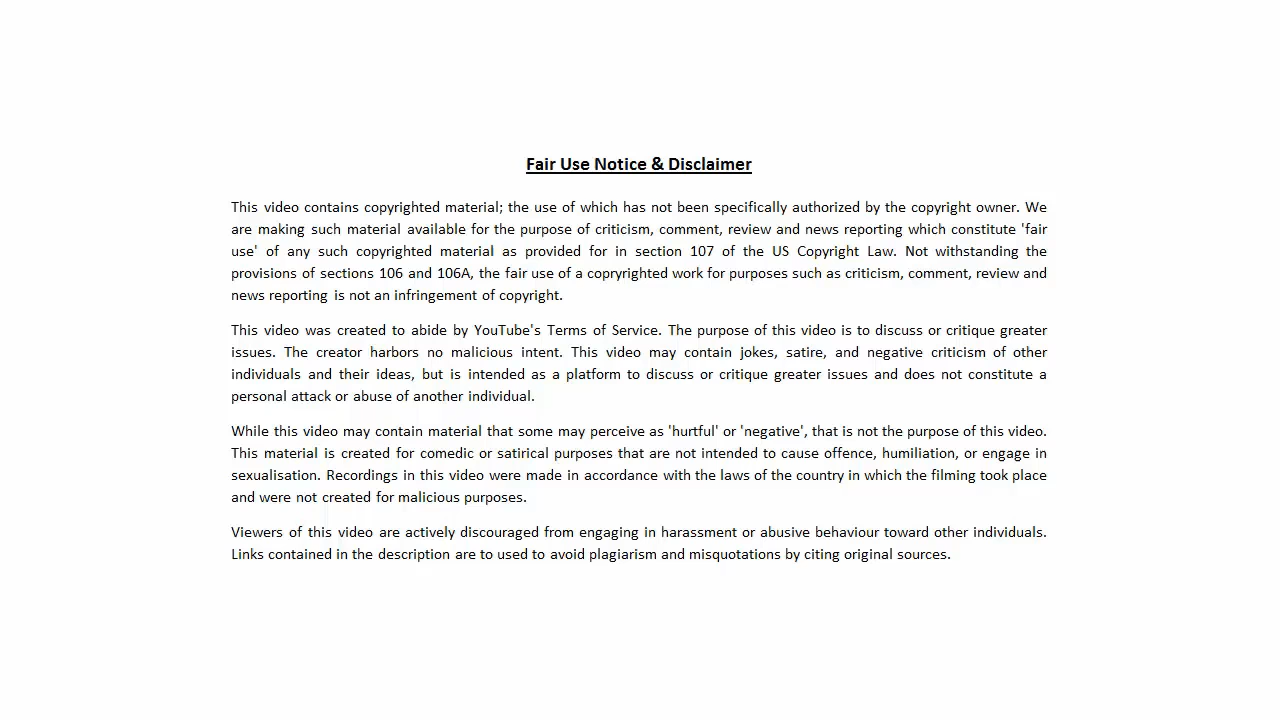 Fair Use Notice & Disclaimer
This video contains copyrighted material; the use of which has not been specifically authorized by the copyright owner. We
are making such material available for the purpose of criticism, comment, review and news reporting which constitute 'fair
use' of any such copyrighted material as provided for in section 107 of the US Copyright Law. Not withstanding the
provisions of sections 106 and 106A, the fair use of a copryrighted work for purposes such as criticism, comment, review and
news reporting is not an infringement of copyright.
This video was created to abide by YouTube's Terms of Service. The purpose of this video is to discuss or critique greater
issues. The creator harbors no malicious intent. This video may contain jokes, satire, and negative criticism of other
individuals and their ideas, but is intended as a platform to discuss or critique greater issues and does not constitute a
personal attack or abuse of another individual.
While this video may contain material that some may perceive as 'hurtful' or 'negative', that is not the purpose of this video.
This material is created for comedic or satirical purposes that are not intended to cause offence, humiliation, or engage in
sexualisation. Recordings in this video were made in accordance with the laws of the country in which the filming took place
and were not created for malicious purposes.
Viewers of this video are actively discouraged from engaging in harassment or abusive behaviour toward other individuals.
Links contained in the description are to used to avoid plagiarism and misquotations by citing original sources.